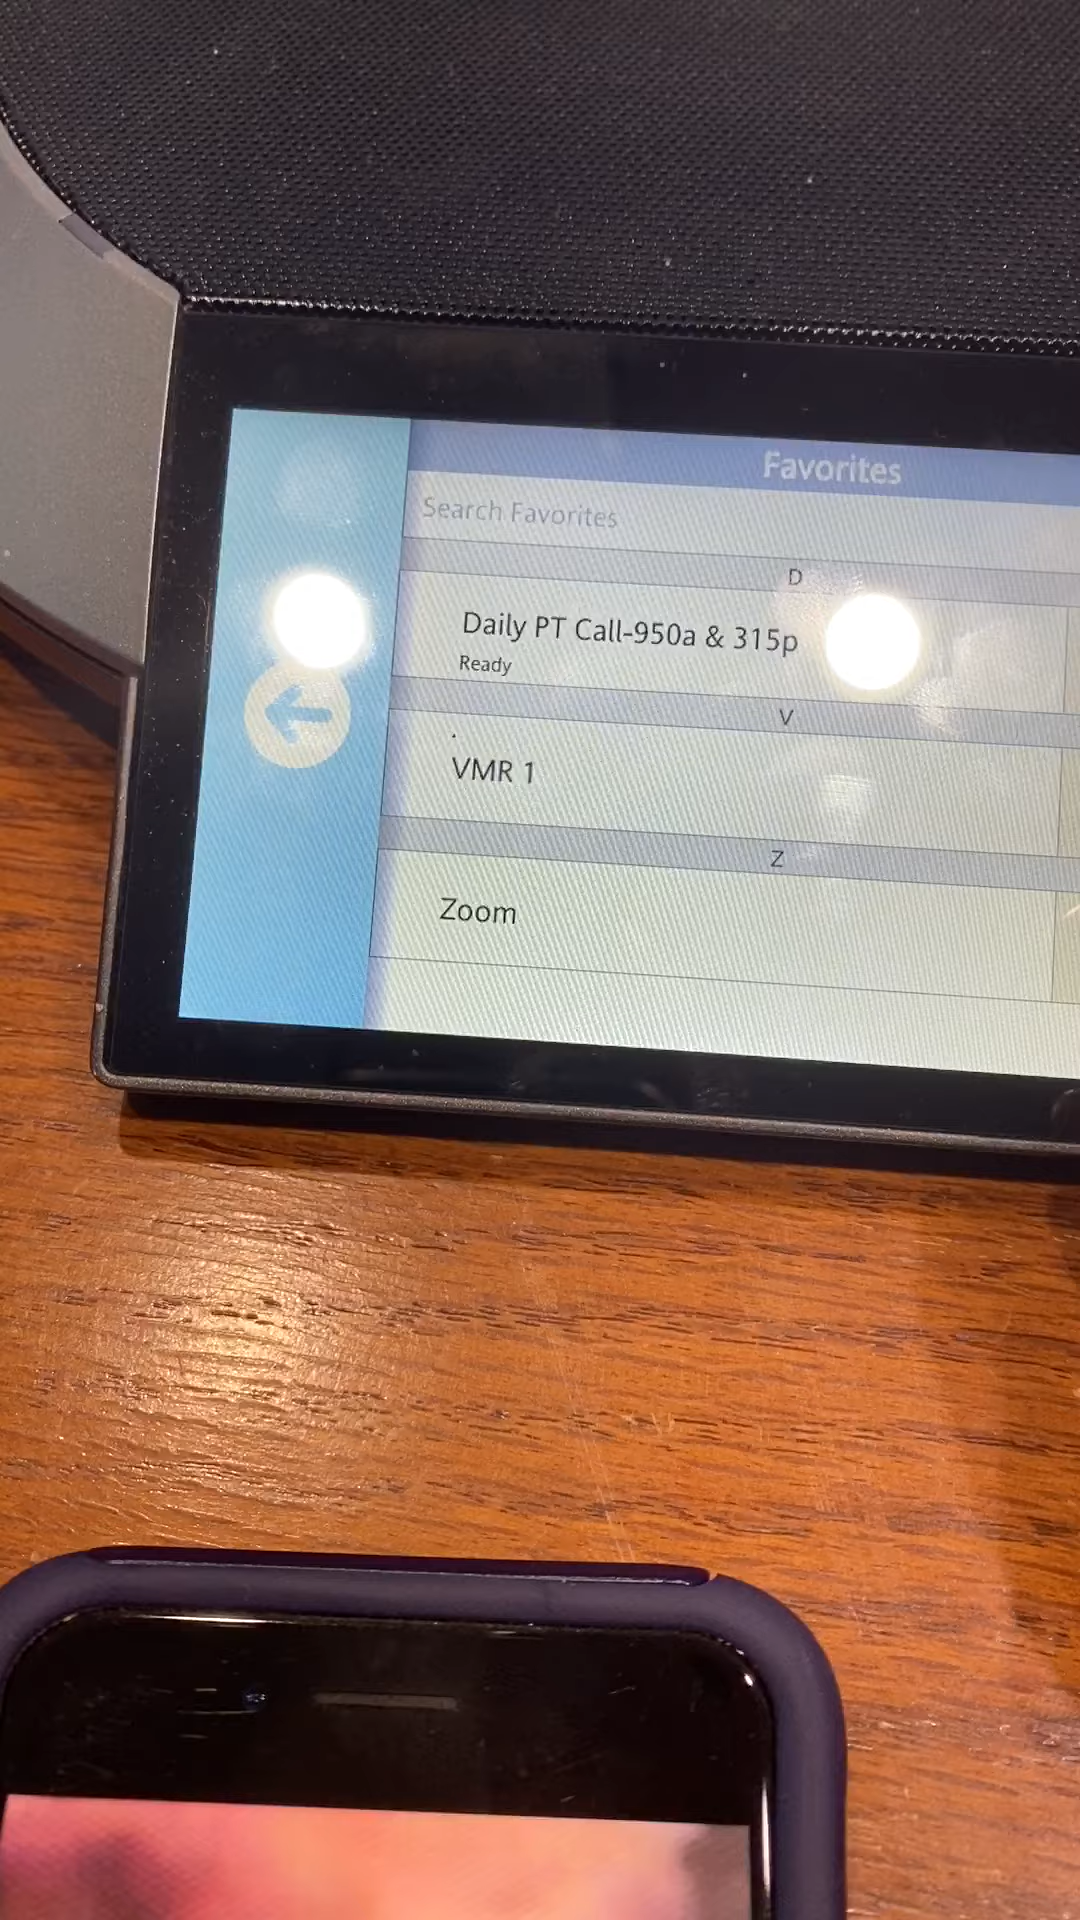 Favorites
Search Favorites
D
Daily PT Call-950a & 315p
Ready
V
VMR 1
Z
Zoom